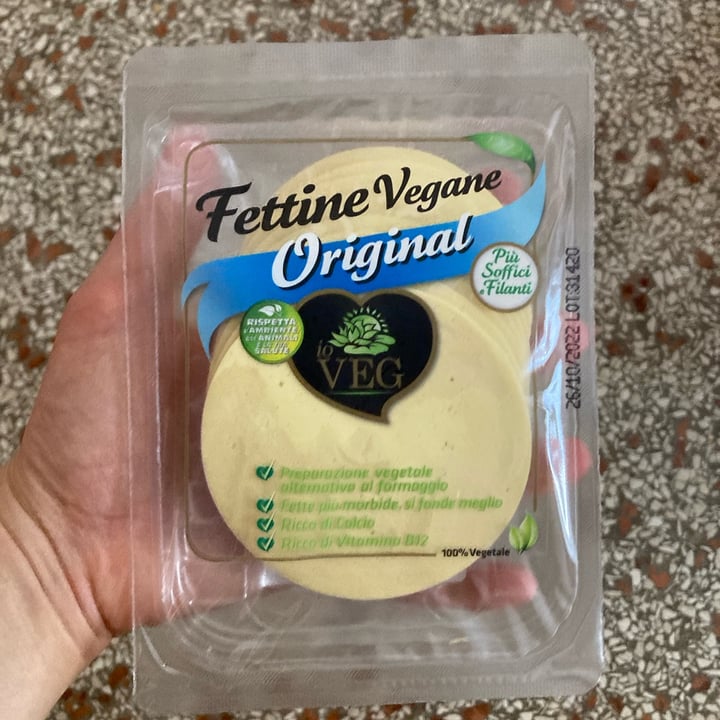 Fettine Vegane
Original
Più
Soffici
e Filanti
RISPETTA
L'AMBIENTE
GLI ANIMALI
E LA TUA
SALUTE
io
VEG
Preparazione vegetale
alternativa al formaggio
Fette più morbide, si fonde meglio
Ricco di Calcio
Ricco di Vitamina B12
100% Vegetale
26/10/2022 LOT31420